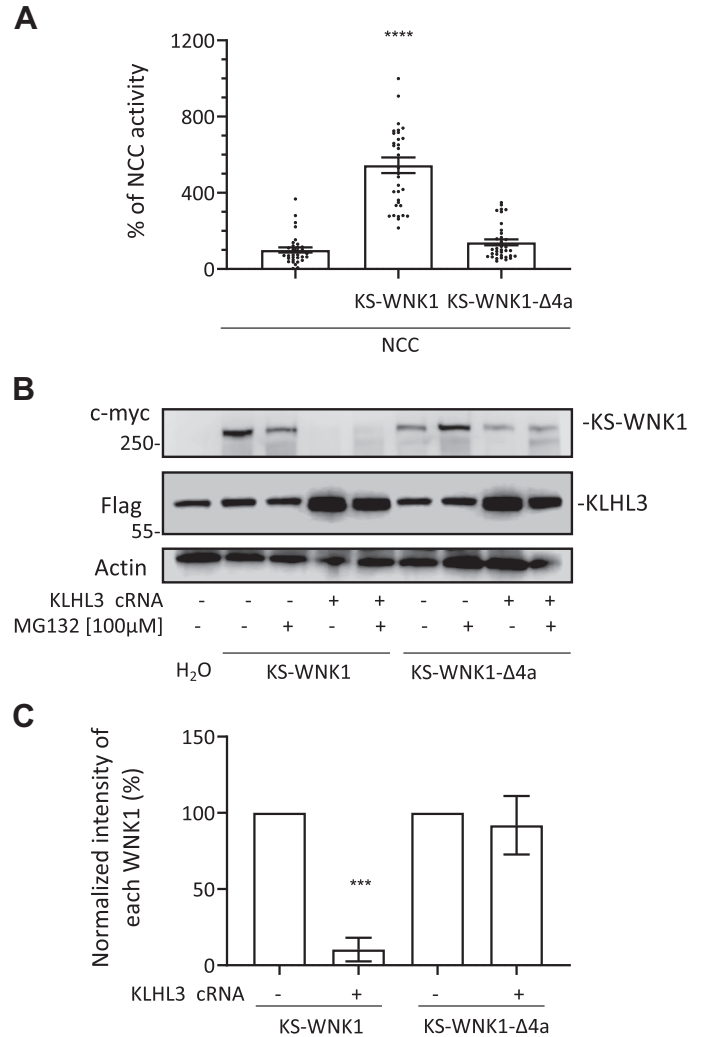 A
****
1200
800
400
0
% of NCC activity
KS-WNK1 KS-WNK1-Δ4a
NCC
B
c-myc
250-
-KS-WNK1
Flag
55-
-KLHL3
Actin
KLHL3 cRNA - - - + + - - + +
MG132 [100µM] - - + - + - + - +
H₂O KS-WNK1 KS-WNK1-Δ4a
C
Normalized intensity of
each WNK1 (%)
150
100
50
0
***
KLHL3 cRNA - + - +
KS-WNK1 KS-WNK1-Δ4a